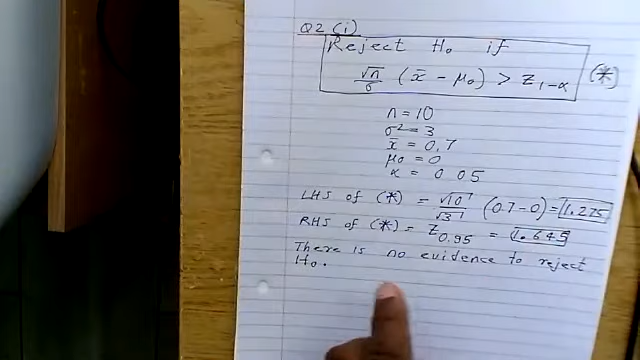 Q2 (i)
Reject H₀ if
√n/σ (x̄ - μ₀) > z₁₋α (*)
n = 10
σ² = 3
x̄ = 0.7
μ₀ = 0
α = 0.05
LHS of (*) = √10/√3 (0.7-0) = 1.275
RHS of (*) = z₀.₉₅ = 1.645
There is no evidence to reject
H₀.